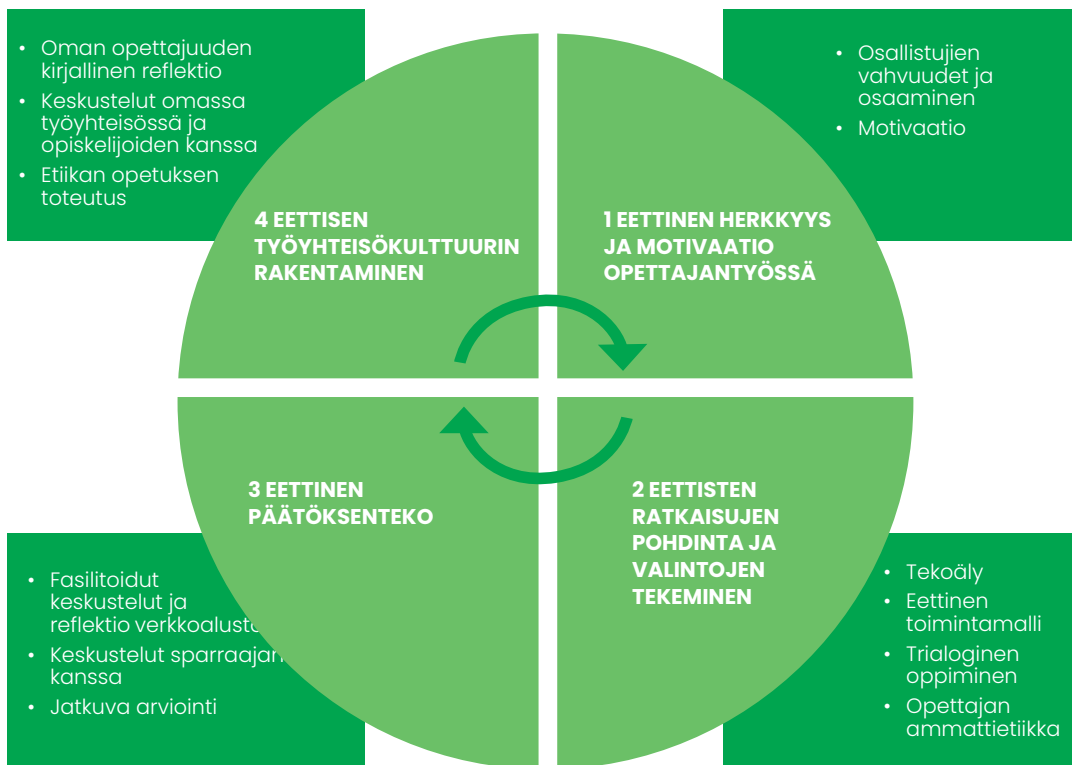 • Oman opettajuuden
kirjallinen reflektio
• Keskustelut omassa
työyhteisössä ja
opiskelijoiden kanssa
• Etiikan opetuksen
toteutus
• Osallistujien
vahvuudet ja
osaaminen
• Motivaatio
4 EETTISEN
TYÖYHTEISÖKULTTUURIN
RAKENTAMINEN
1 EETTINEN HERKKYYS
JA MOTIVAATIO
OPETTAJANTYÖSSÄ
3 EETTINEN
PÄÄTÖKSENTEKO
2 EETTISTEN
RATKAISUJEN
POHDINTA JA
VALINTOJEN
TEKEMINEN
• Fasilitoidut
keskustelut ja
reflektio verkkoalusta
• Keskustelut sparraajan
kanssa
• Jatkuva arviointi
• Tekoäly
• Eettinen
toimintamalli
• Trialoginen
oppiminen
• Opettajan
ammattietiikka